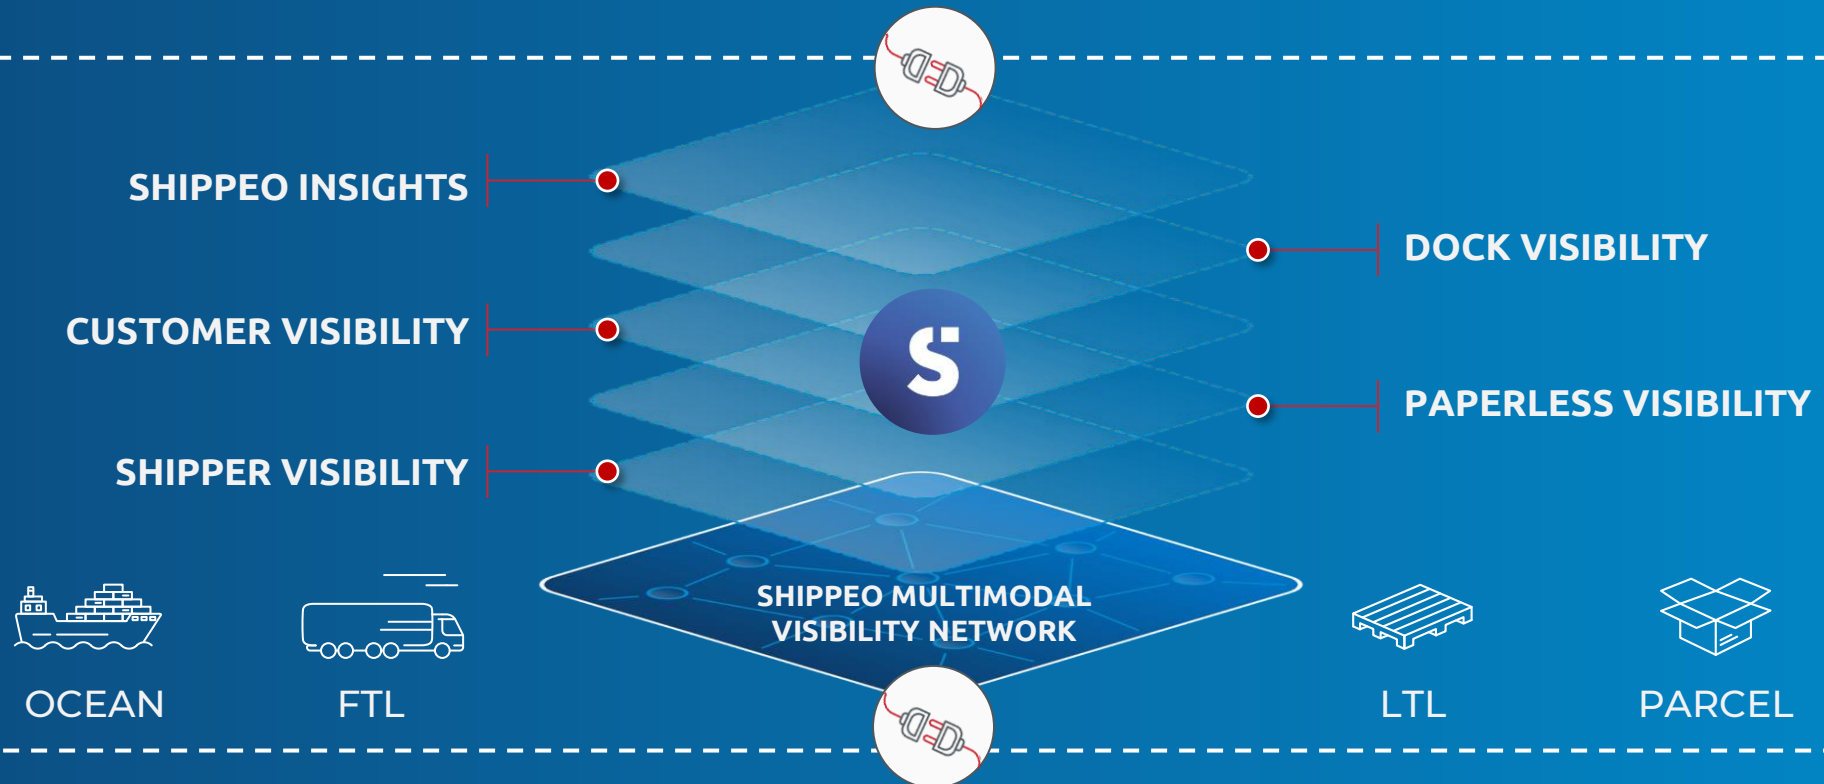 SHIPPEO INSIGHTS
DOCK VISIBILITY
CUSTOMER VISIBILITY
S
PAPERLESS VISIBILITY
SHIPPER VISIBILITY
SHIPPEO MULTIMODAL
VISIBILITY NETWORK
OCEAN
FTL
LTL
PARCEL